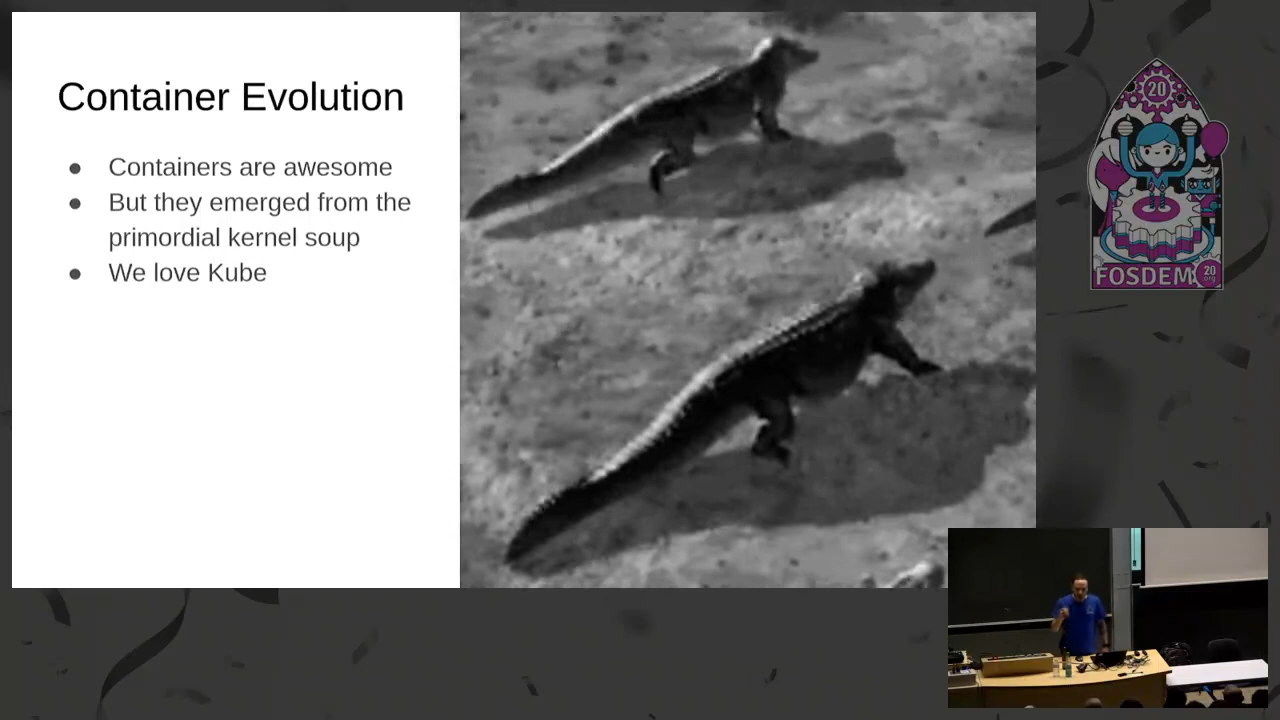 Container Evolution
● Containers are awesome
● But they emerged from the
primordial kernel soup
● We love Kube
20
FOSDEM
20
.org